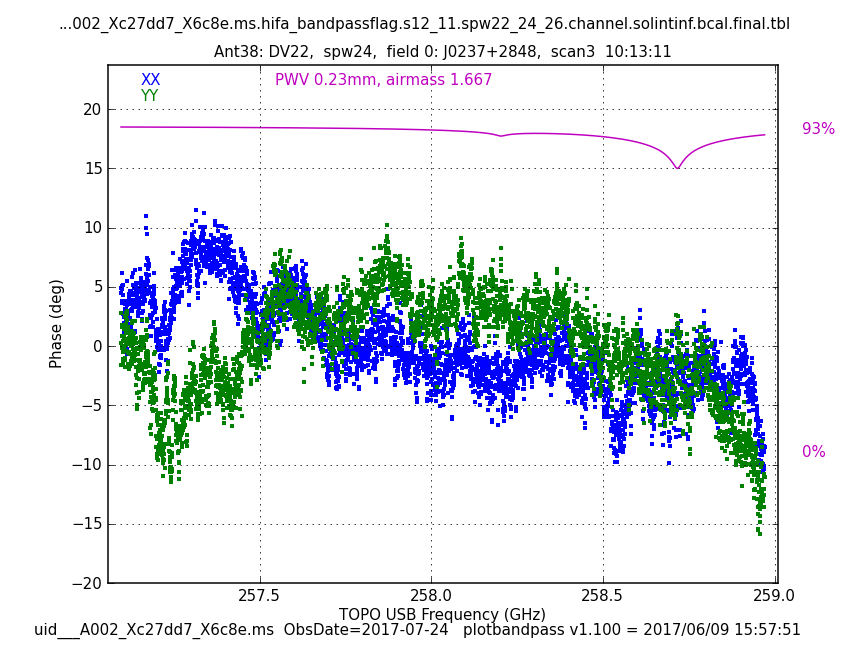 ...002_Xc27dd7_X6c8e.ms.hifa_bandpassflag.s12_11.spw22_24_26.channel.solintinf.bcal.final.tbl
Ant38: DV22, spw24, field 0: J0237+2848, scan3 10:13:11
XX
YY
PWV 0.23mm, airmass 1.667
93%
0%
Phase (deg)
20
15
10
5
0
−5
−10
−15
−20
257.5 258.0 258.5 259.0
TOPO USB Frequency (GHz)
uid___A002_Xc27dd7_X6c8e.ms ObsDate=2017-07-24 plotbandpass v1.100 = 2017/06/09 15:57:51